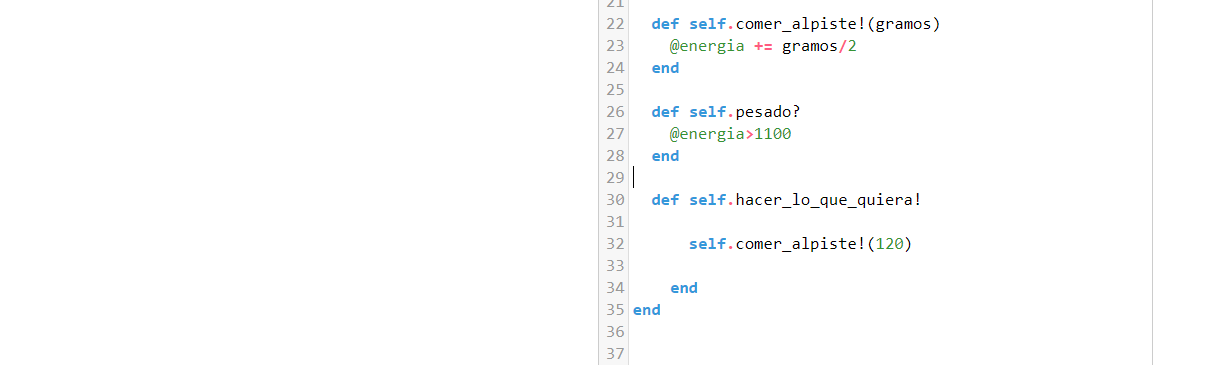 21
22 def self.comer_alpiste!(gramos)
23 @energia += gramos/2
24 end
25
26 def self.pesado?
27 @energia>1100
28 end
29
30 def self.hacer_lo_que_quiera!
31
32 self.comer_alpiste!(120)
33
34 end
35 end
36
37